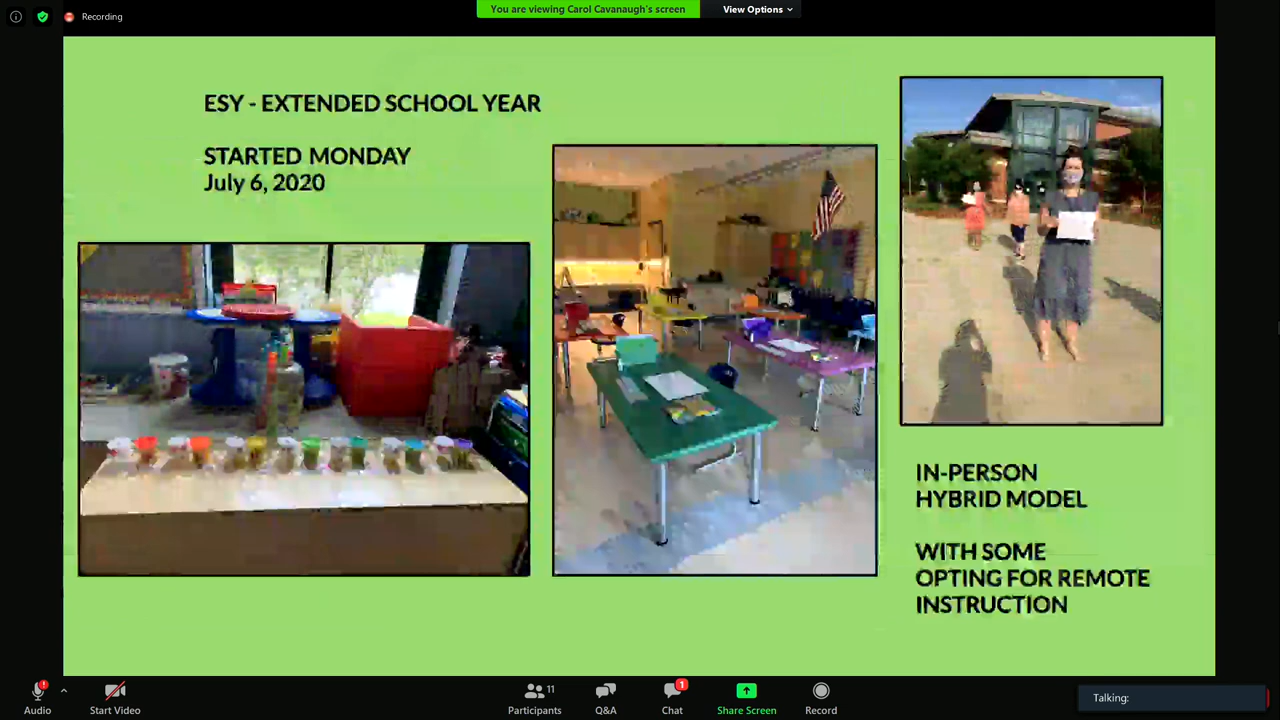 Recording
You are viewing Carol Cavanaugh's screen
View Options
ESY - EXTENDED SCHOOL YEAR
STARTED MONDAY
July 6, 2020
IN-PERSON
HYBRID MODEL
WITH SOME
OPTING FOR REMOTE
INSTRUCTION
Audio
Start Video
Participants
11
Q&A
Chat
1
Share Screen
Record
Talking: